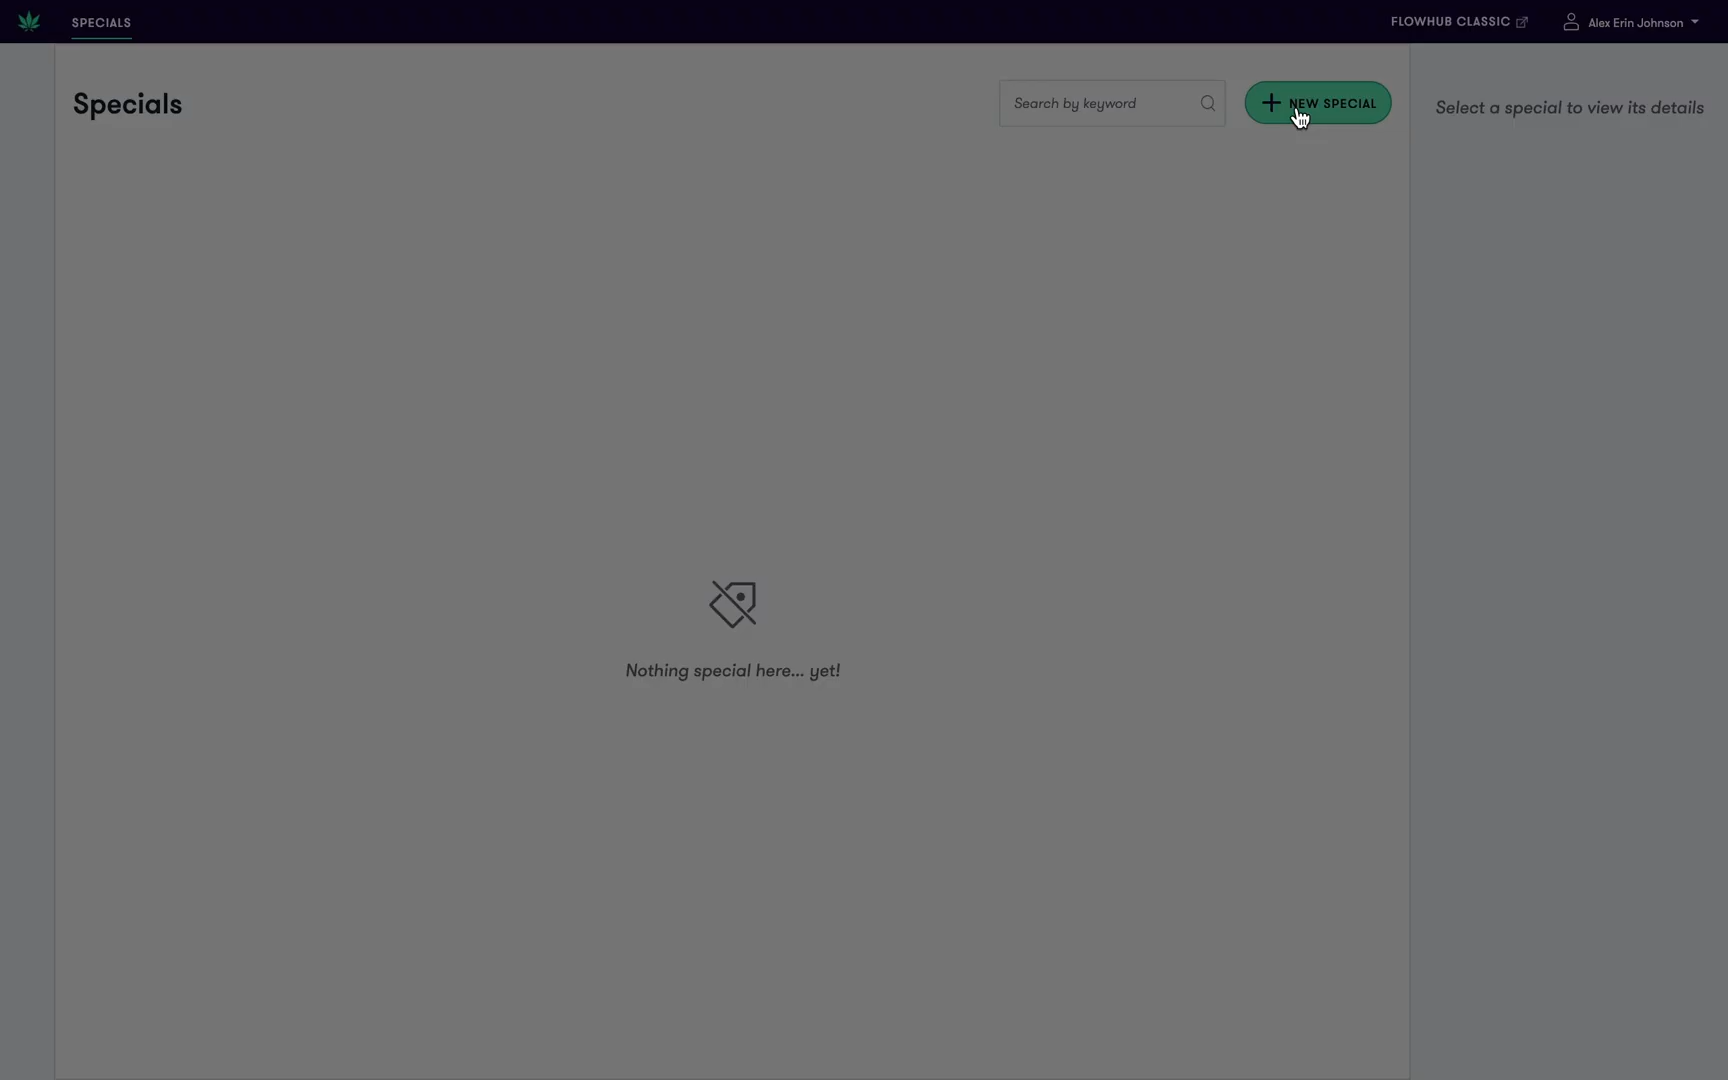 SPECIALS
FLOWHUB CLASSIC
Alex Erin Johnson
Specials
Search by keyword
NEW SPECIAL
Select a special to view its details
Nothing special here... yet!